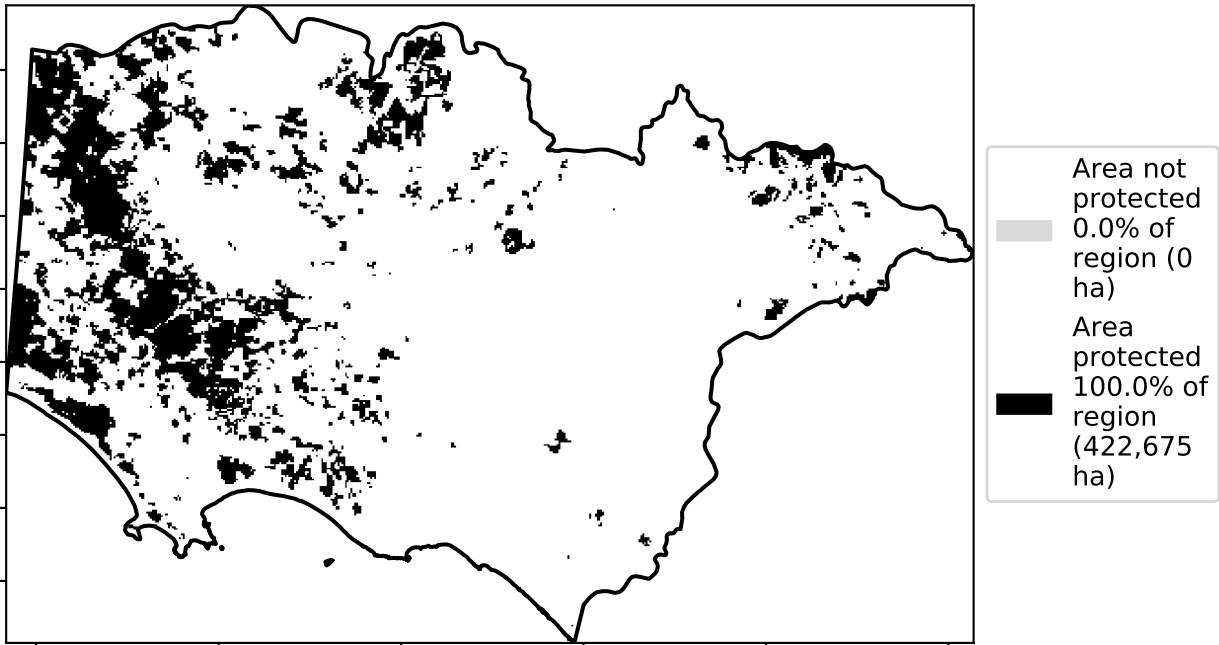 Area not
protected
0.0% of
region (0
ha)
Area
protected
100.0% of
region
(422,675
ha)